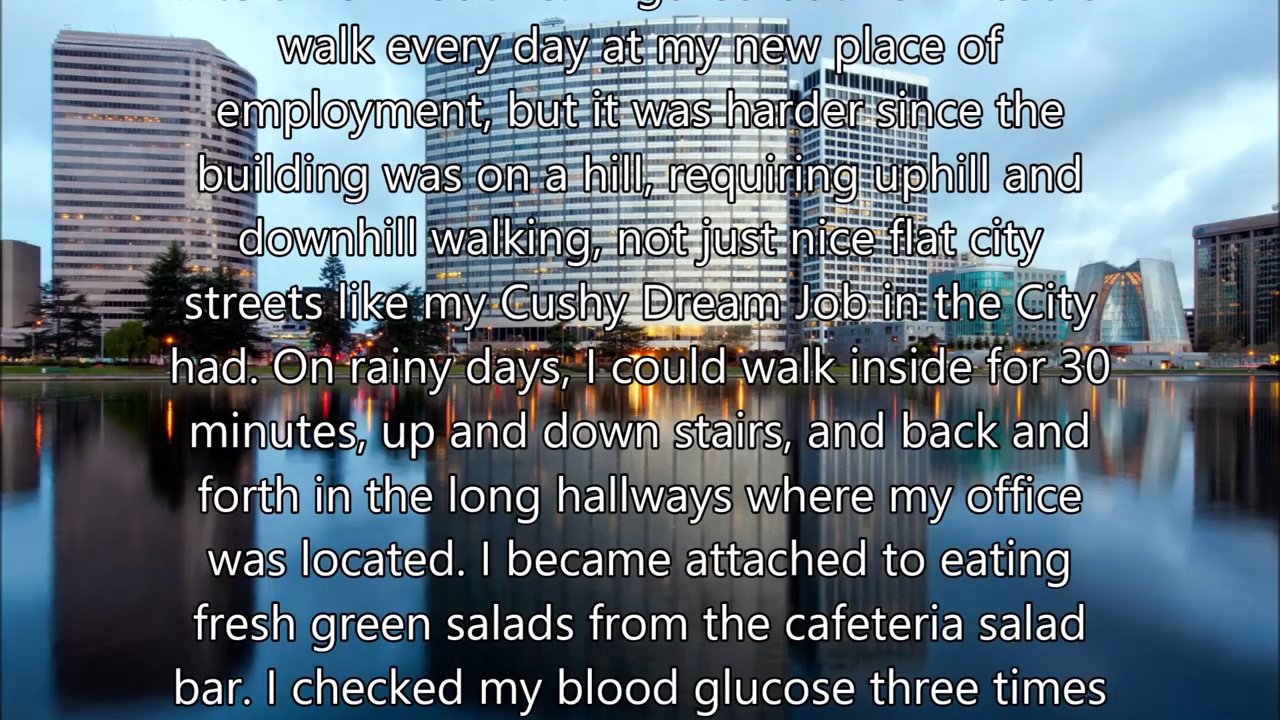 walk every day at my new place of
employment, but it was harder since the
building was on a hill, requiring uphill and
downhill walking, not just nice flat city
streets like my Cushy Dream Job in the City
had. On rainy days, I could walk inside for 30
minutes, up and down stairs, and back and
forth in the long hallways where my office
was located. I became attached to eating
fresh green salads from the cafeteria salad
bar. I checked my blood glucose three times